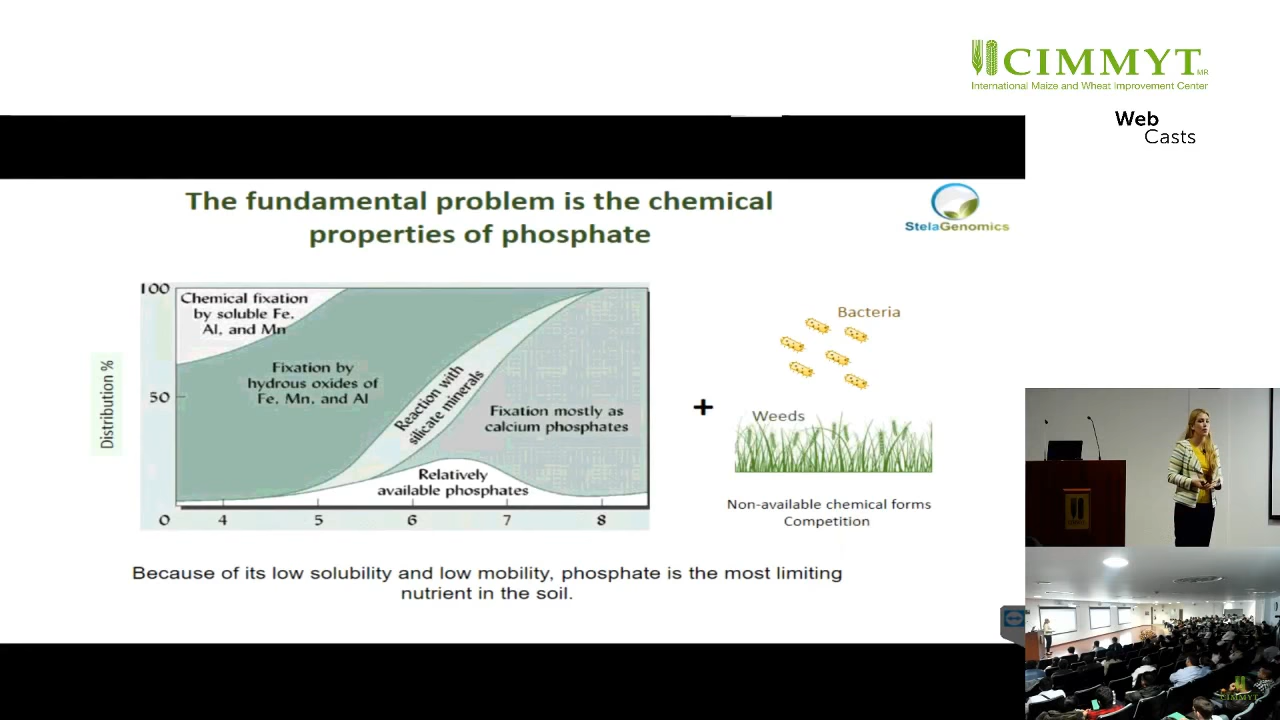 CIMMYT MR
International Maize and Wheat Improvement Center
Web
Casts
The fundamental problem is the chemical
properties of phosphate
StelaGenomics
100
50
0
4
5
6
7
8
Distribution %
Chemical fixation
by soluble Fe.
Al, and Mn
Fixation by
hydrous oxides of
Fe, Mn, and Al
Reaction with
silicate minerals
Fixation mostly as
calcium phosphates
Relatively
available phosphates
+
Bacteria
Weeds
Non-available chemical forms
Competition
Because of its low solubility and low mobility, phosphate is the most limiting
nutrient in the soil.
CIMMYT